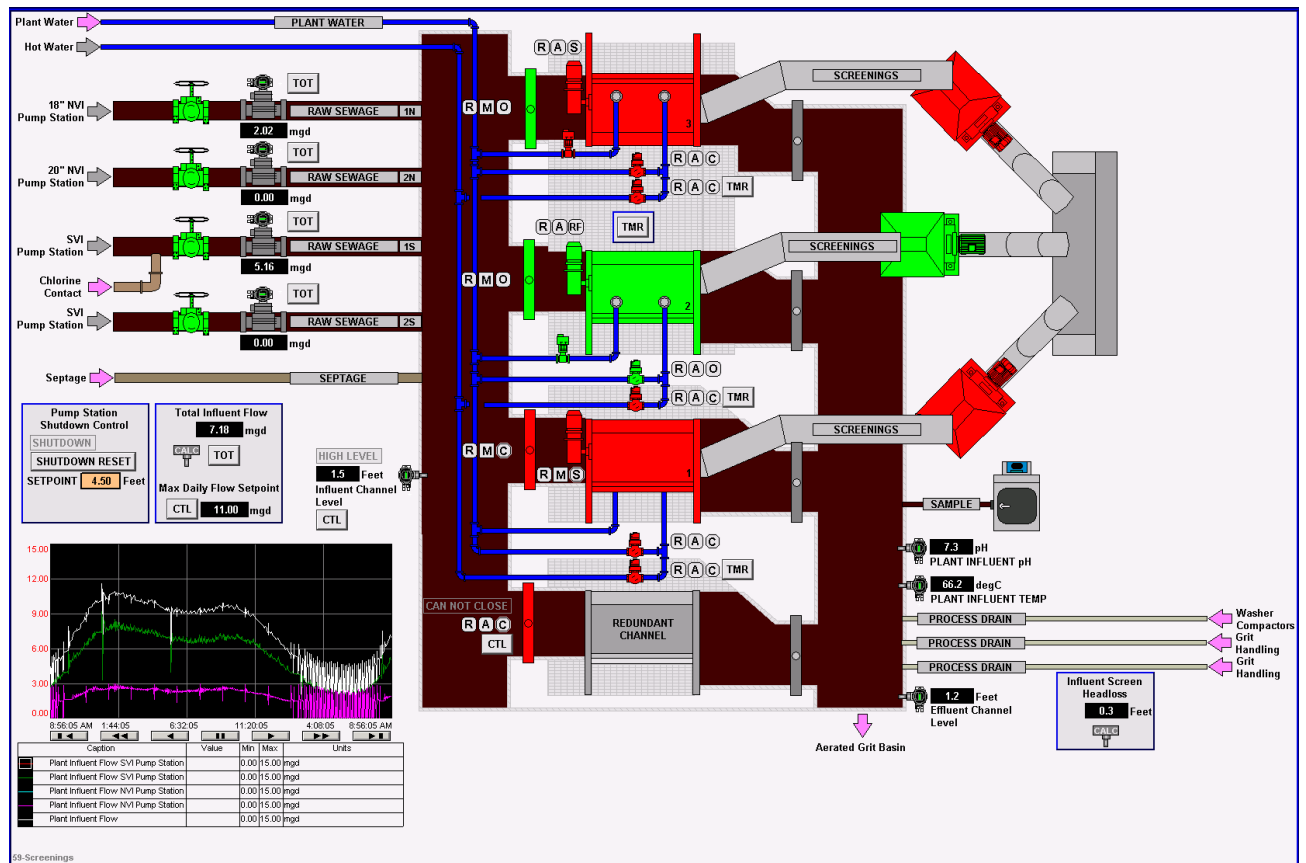 Plant Water
PLANT WATER
Hot Water
R A S
TOT
SCREENINGS
18" NVI
Pump Station
RAW SEWAGE 1N
R M O
3
2.02 mgd
TOT
R A C
20" NVI
Pump Station
RAW SEWAGE 2N
R A C TMR
0.00 mgd
TOT
R A RF
TMR
SVI
Pump Station
RAW SEWAGE 1S
SCREENINGS
5.16 mgd
Chlorine
Contact
TOT
R M O
2
SVI
Pump Station
RAW SEWAGE 2S
0.00 mgd
Septage
SEPTAGE
R A O
R A C TMR
Pump Station
Shutdown Control
SHUTDOWN
SHUTDOWN RESET
SETPOINT 4.50 Feet
Total Influent Flow
7.18 mgd
CALC
TOT
Max Daily Flow Setpoint
CTL 11.00 mgd
HIGH LEVEL
1.5 Feet
Influent Channel
Level
CTL
R M C
R M S
1
SCREENINGS
SAMPLE
R A C
R A C TMR
7.3 pH
PLANT INFLUENT pH
66.2 degC
PLANT INFLUENT TEMP
CAN NOT CLOSE
R A C
CTL
REDUNDANT
CHANNEL
PROCESS DRAIN
Washer
Compactors
PROCESS DRAIN
Grit
Handling
PROCESS DRAIN
Grit
Handling
1.2 Feet
Effluent Channel
Level
Influent Screen
Headloss
0.3 Feet
CALC
Aerated Grit Basin
15.00
12.00
9.00
6.00
3.00
0.00
8:56:05 AM 1:44:05 6:32:05 11:20:05 4:08:05 8:56:05 AM
Caption Value Min Max Units
Plant Influent Flow SVI Pump Station 0.00 15.00 mgd
Plant Influent Flow SVI Pump Station 0.00 15.00 mgd
Plant Influent Flow NVI Pump Station 0.00 15.00 mgd
Plant Influent Flow NVI Pump Station 0.00 15.00 mgd
Plant Influent Flow 0.00 15.00 mgd
59-Screenings